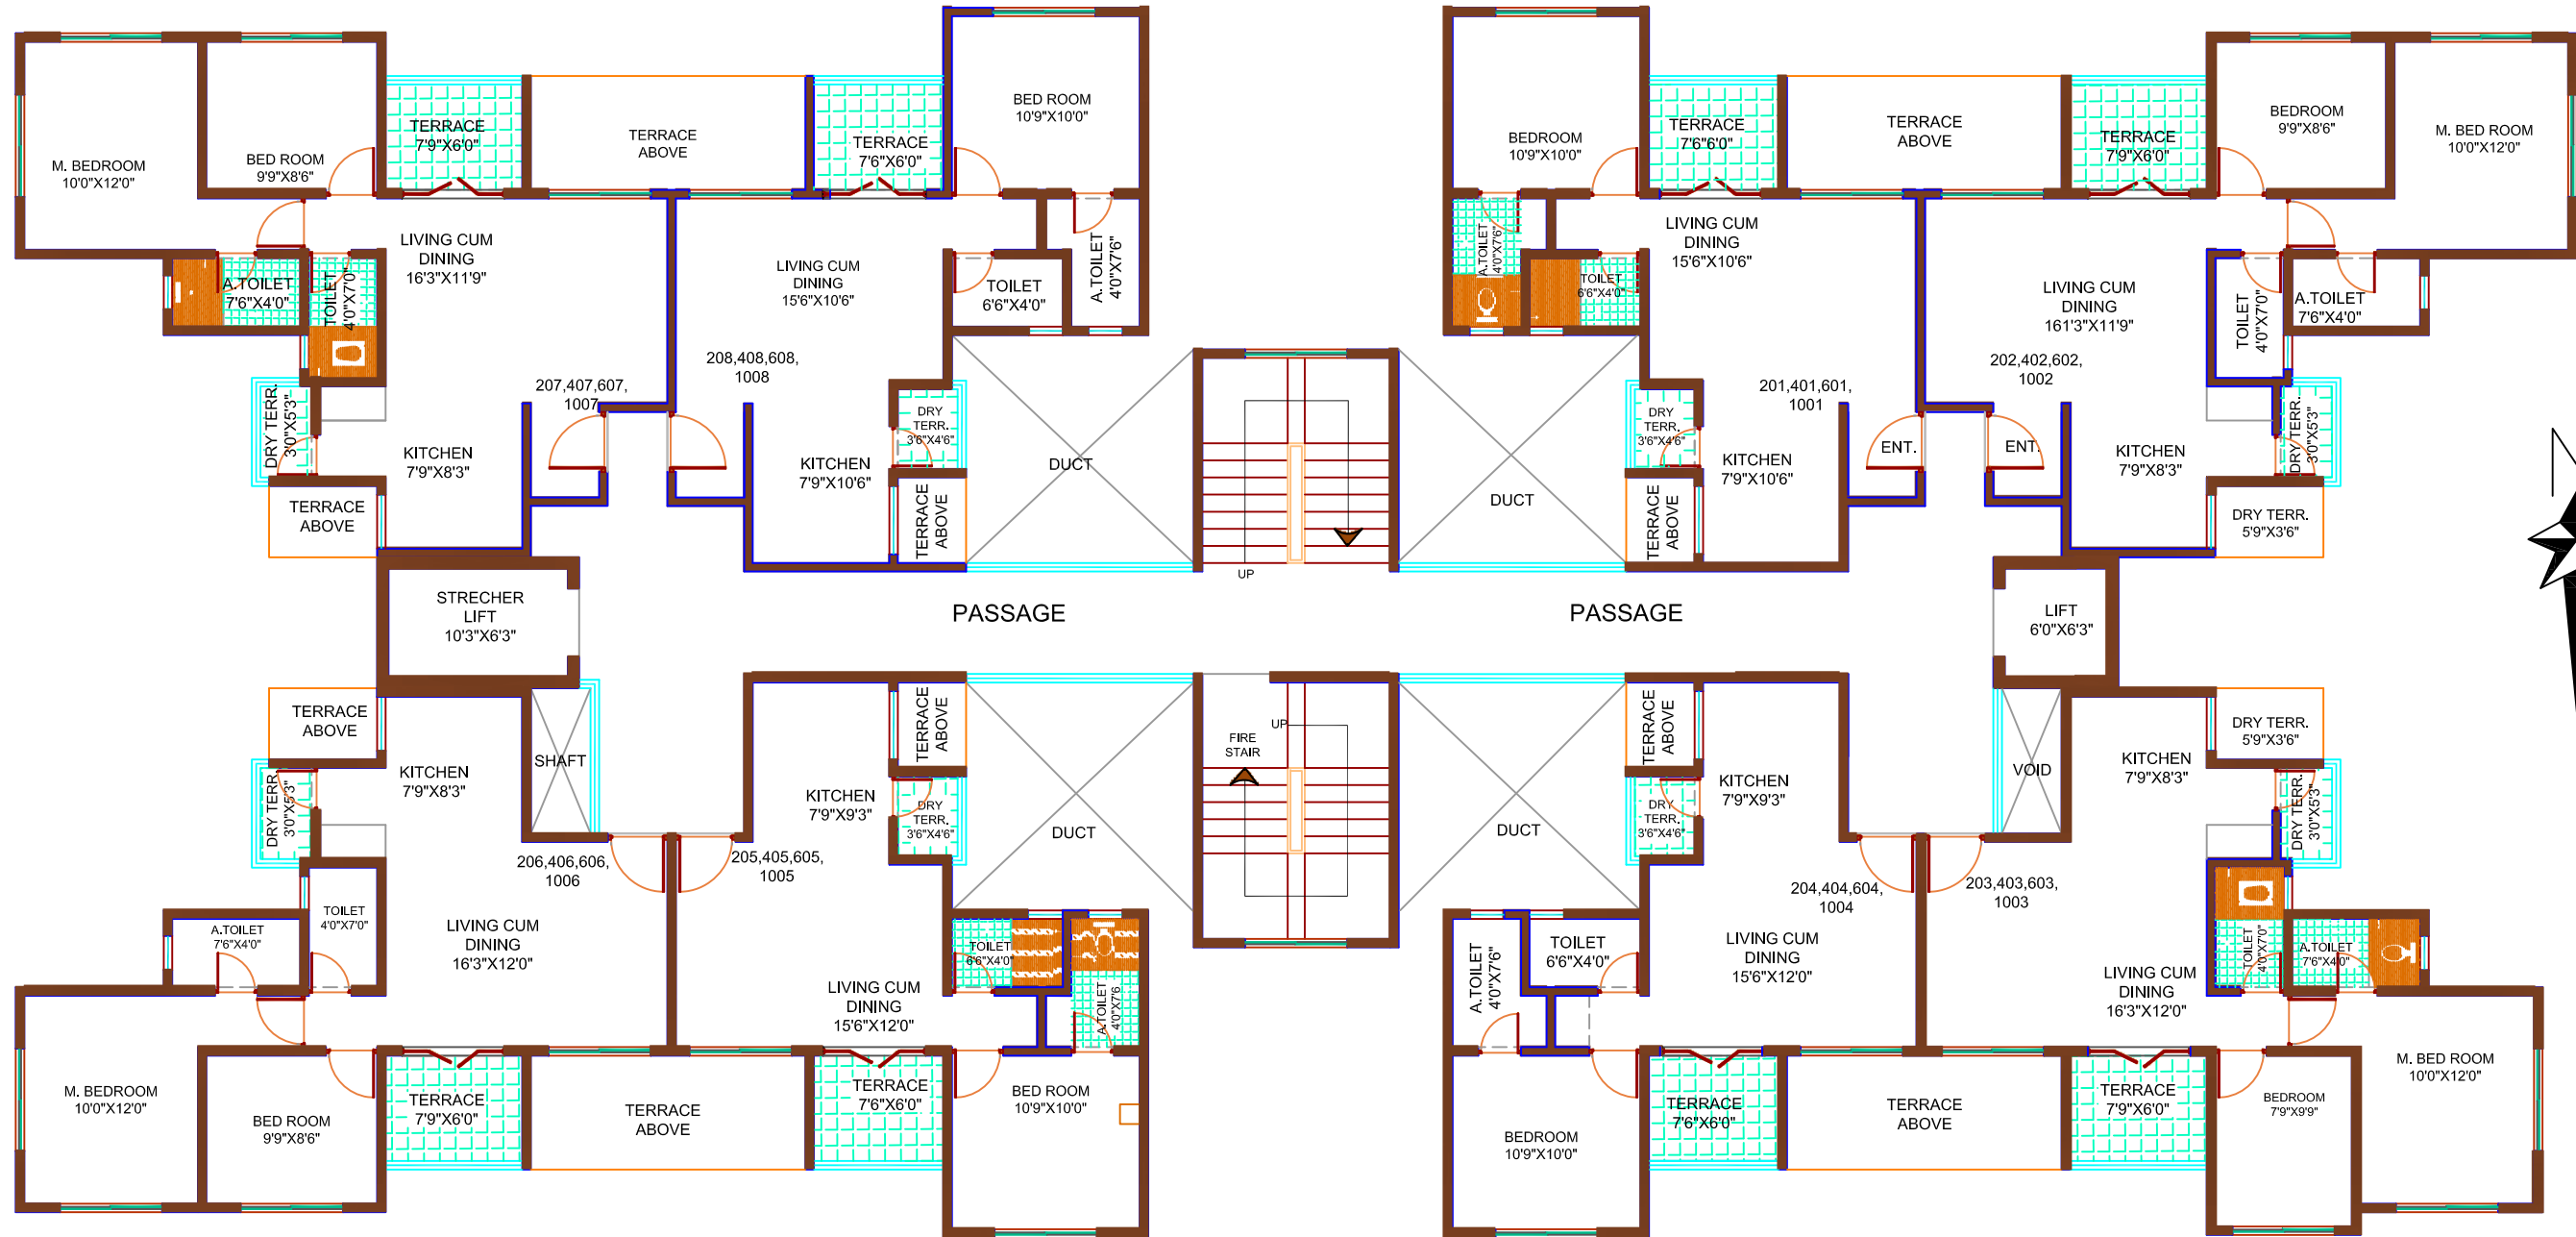 M. BEDROOM
10'0"X12'0"
BED ROOM
9'9"X8'6"
TERRACE
7'9"X6'0"
TERRACE
ABOVE
TERRACE
7'6"X6'0"
BED ROOM
10'9"X10'0"
LIVING CUM
DINING
16'3"X11'9"
LIVING CUM
DINING
15'6"X10'6"
A.TOILET
7'6"X4'0"
TOILET
4'0"X7'0"
TOILET
6'6"X4'0"
A.TOILET
4'0"X7'6"
207,407,607,
1007
208,408,608,
1008
DRY TERR.
3'0"X5'3"
KITCHEN
7'9"X8'3"
KITCHEN
7'9"X10'6"
DRY
TERR.
3'6"X4'6"
TERRACE
ABOVE
TERRACE
ABOVE
DUCT
UP
BEDROOM
10'9"X10'0"
TERRACE
7'6"6'0"
TERRACE
ABOVE
TERRACE
7'9"X6'0"
BEDROOM
9'9"X8'6"
M. BED ROOM
10'0"X12'0"
A.TOILET
4'0"X7'6"
TOILET
6'6"X4'0"
LIVING CUM
DINING
15'6"X10'6"
LIVING CUM
DINING
161'3"X11'9"
TOILET
4'0"X7'0"
A.TOILET
7'6"X4'0"
201,401,601,
1001
202,402,602,
1002
DRY
TERR.
3'6"X4'6"
KITCHEN
7'9"X10'6"
ENT.
ENT.
KITCHEN
7'9"X8'3"
DRY TERR.
3'0"X5'3"
DUCT
TERRACE
ABOVE
DRY TERR.
5'9"X3'6"
STRECHER
LIFT
10'3"X6'3"
PASSAGE
PASSAGE
LIFT
6'0"X6'3"
TERRACE
ABOVE
SHAFT
KITCHEN
7'9"X8'3"
DRY TERR.
3'0"X5'3"
TERRACE
ABOVE
KITCHEN
7'9"X9'3"
DRY
TERR.
3'6"X4'6"
DUCT
206,406,606,
1006
205,405,605,
1005
TOILET
4'0"X7'0"
A.TOILET
7'6"X4'0"
LIVING CUM
DINING
16'3"X12'0"
LIVING CUM
DINING
15'6"X12'0"
TOILET
6'6"X4'0"
A.TOILET
4'0"X7'6
M. BEDROOM
10'0"X12'0"
BED ROOM
9'9"X8'6"
TERRACE
7'9"X6'0"
TERRACE
ABOVE
TERRACE
7'6"X6'0"
BED ROOM
10'9"X10'0"
UP
FIRE
STAIR
TERRACE
ABOVE
DUCT
DRY
TERR.
3'6"X4'6"
KITCHEN
7'9"X9'3"
VOID
KITCHEN
7'9"X8'3"
DRY TERR.
5'9"X3'6"
DRY TERR.
3'0"X5'3"
204,404,604,
1004
203,403,603,
1003
A.TOILET
4'0"X7'6"
TOILET
6'6"X4'0"
LIVING CUM
DINING
15'6"X12'0"
LIVING CUM
DINING
16'3"X12'0"
TOILET
4'0"X7'0"
A.TOILET
7'6"X4'0"
BEDROOM
10'9"X10'0"
TERRACE
7'6"X6'0"
TERRACE
ABOVE
TERRACE
7'9"X6'0"
BEDROOM
7'9"X9'9"
M. BED ROOM
10'0"X12'0"